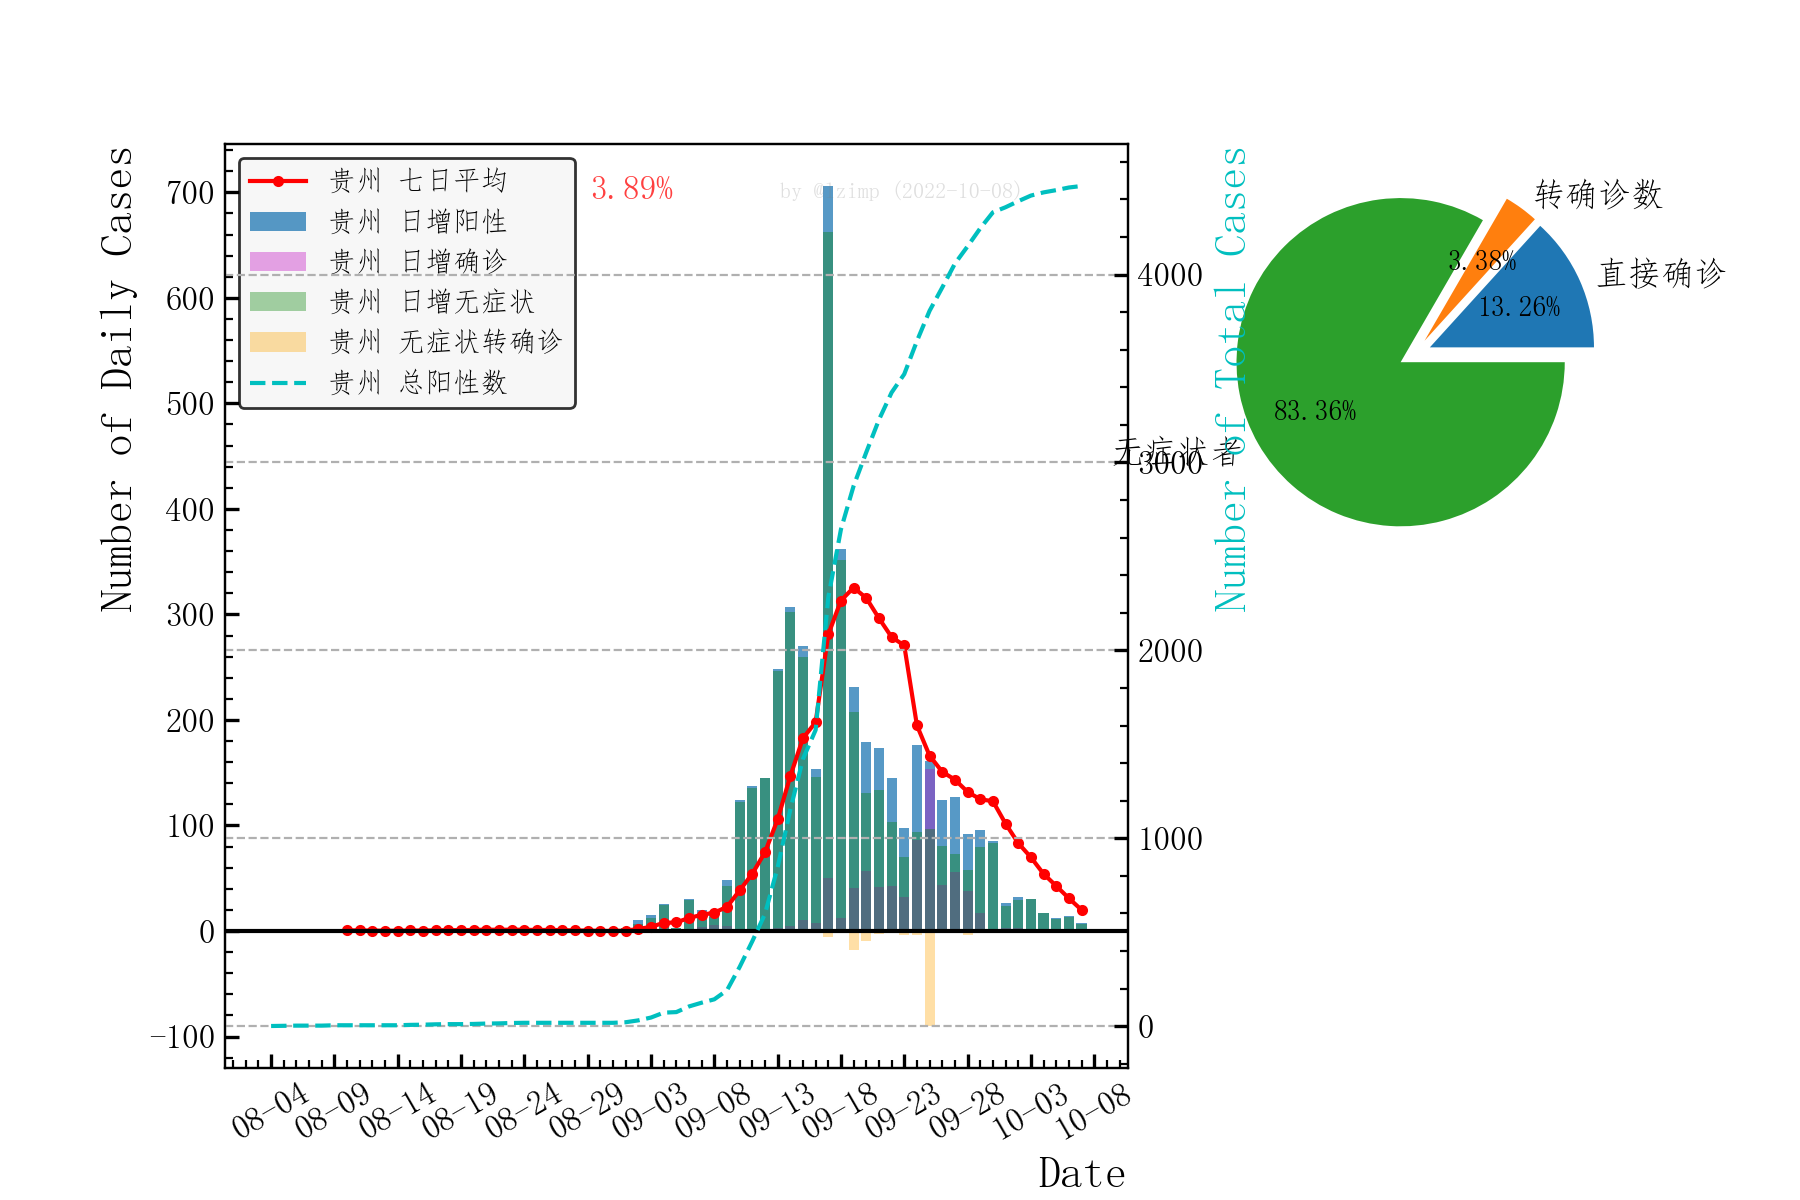 Number of Daily Cases
700
600
500
400
300
200
100
0
−100
贵州 七日平均
贵州 日增阳性
贵州 日增确诊
贵州 日增无症状
贵州 无症状转确诊
贵州 总阳性数
3.89%
by @lzimp (2022-10-08)
4000
3000
2000
1000
0
Number of Total Cases
08-04
08-09
08-14
08-19
08-24
08-29
09-03
09-08
09-13
09-18
09-23
09-28
10-03
10-08
Date
转确诊数
3.38%
直接确诊
13.26%
83.36%
无症状者